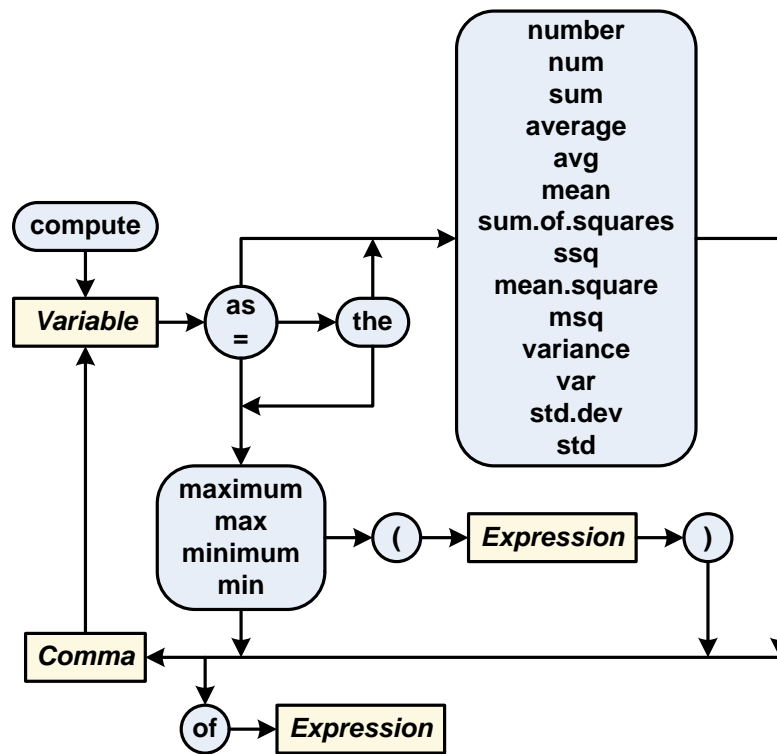 number
num
sum
average
avg
mean
sum.of.squares
ssq
mean.square
msq
variance
var
std.dev
std
compute
Variable
as
=
the
maximum
max
minimum
min
(
Expression
)
Comma
of
Expression